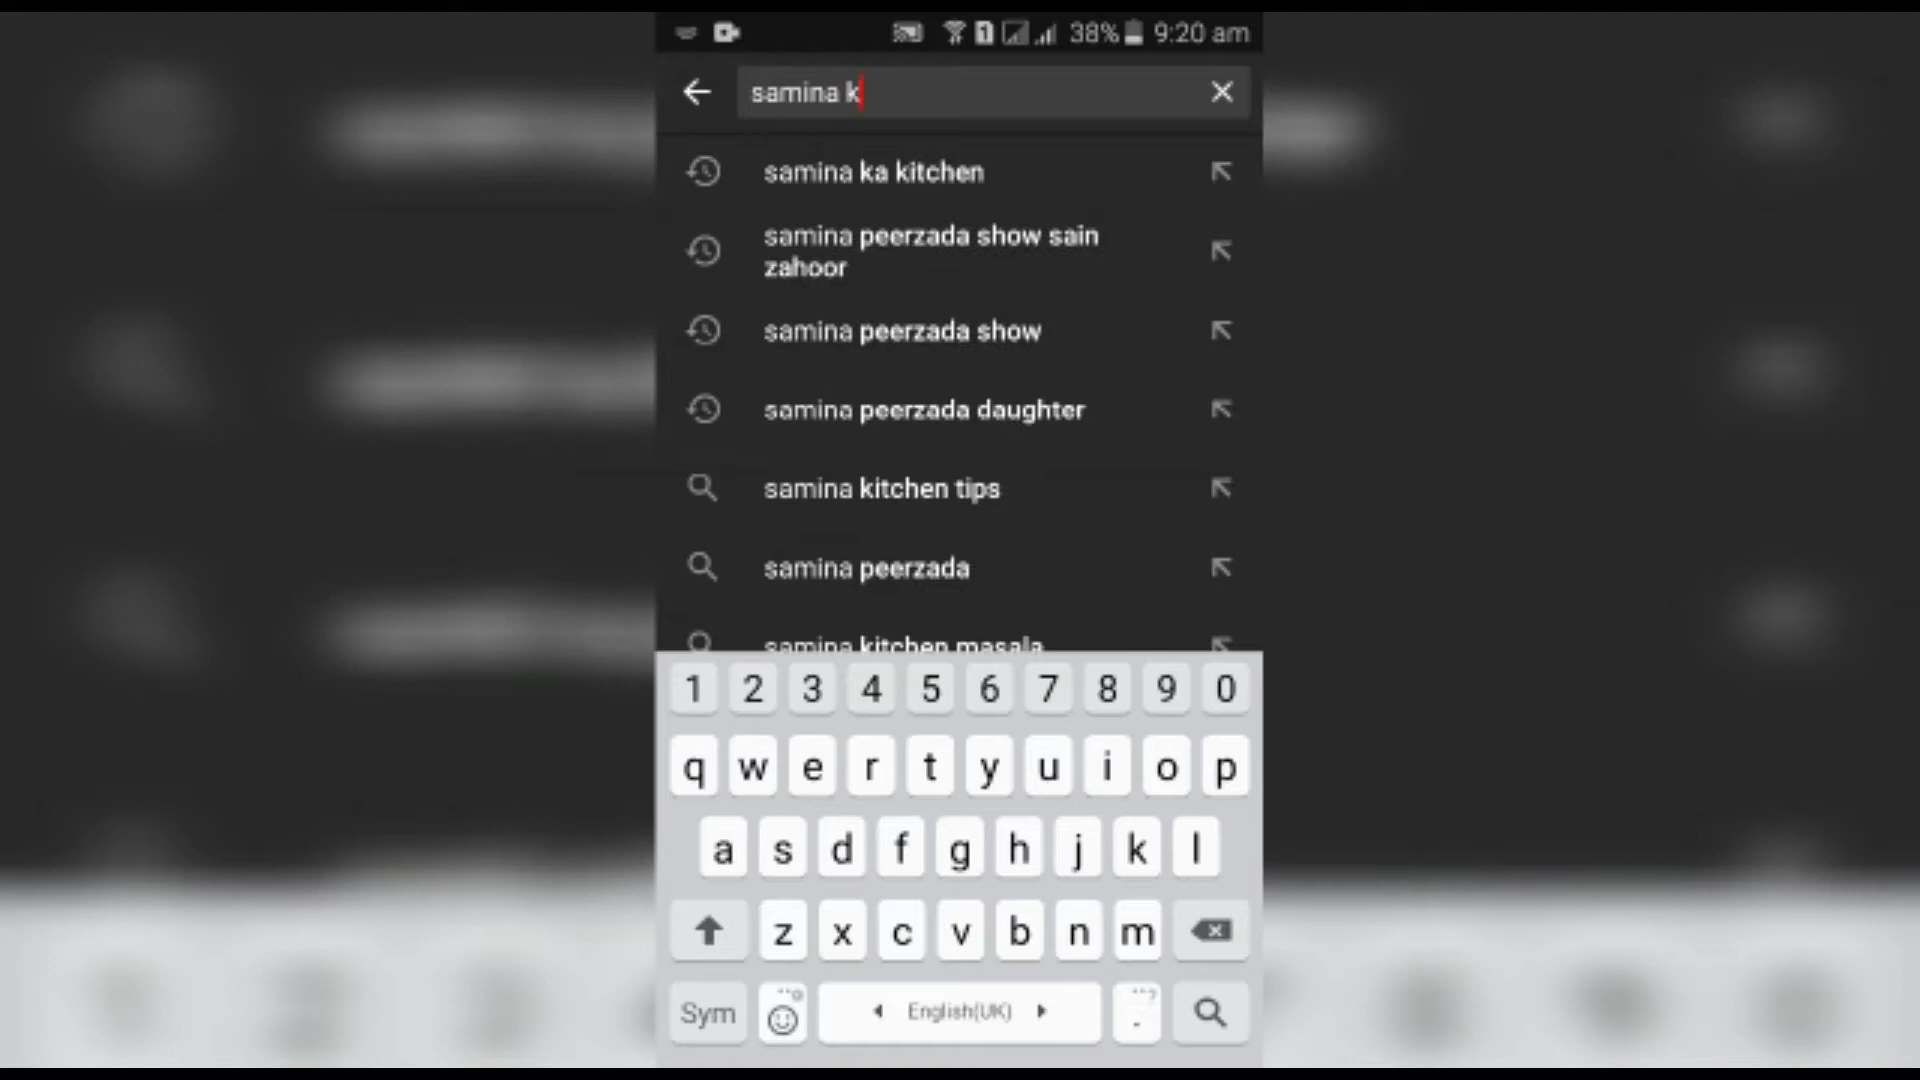 38% 9:20 am
samina k
samina ka kitchen
samina peerzada show sain
zahoor
samina peerzada show
samina peerzada daughter
samina kitchen tips
samina peerzada
samina kitchen masala
1 2 3 4 5 6 7 8 9 0
q w e r t y u i o p
a s d f g h j k l
z x c v b n m
Sym English(UK) .